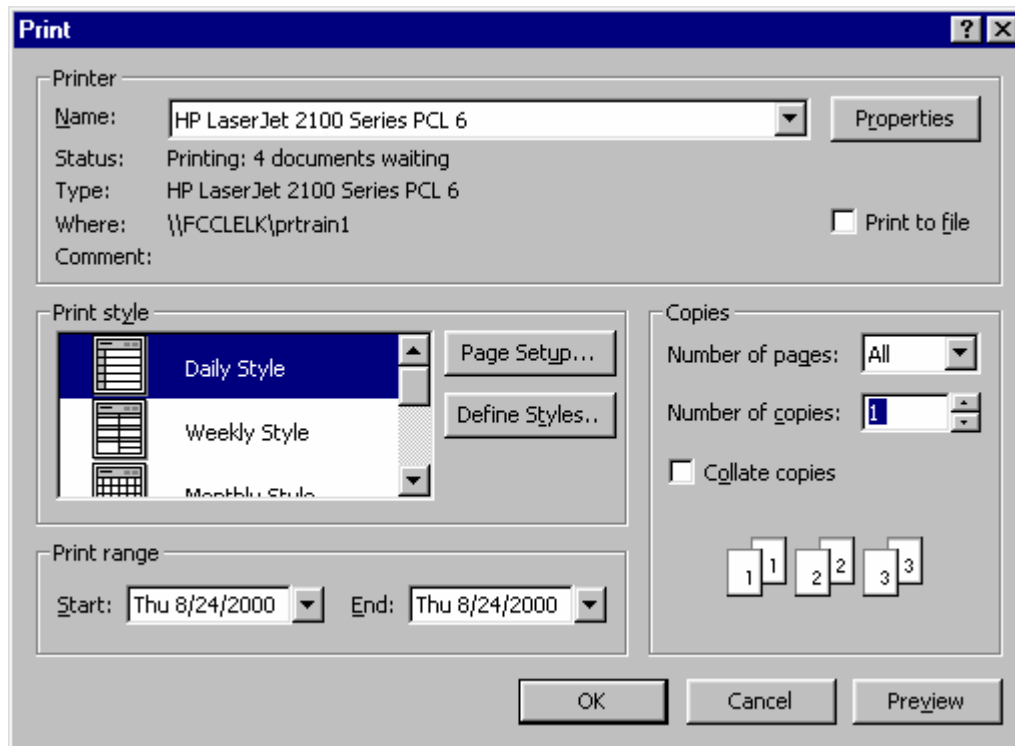 Print
Printer
Name: HP LaserJet 2100 Series PCL 6 Properties
Status: Printing: 4 documents waiting
Type: HP LaserJet 2100 Series PCL 6
Where: \\FCCLELK\prtrain1 Print to file
Comment:
Print style
Daily Style
Weekly Style
Monthly Style
Page Setup...
Define Styles..
Copies
Number of pages: All
Number of copies: 1
Collate copies
1 1 2 2 3 3
Print range
Start: Thu 8/24/2000 End: Thu 8/24/2000
OK Cancel Preview